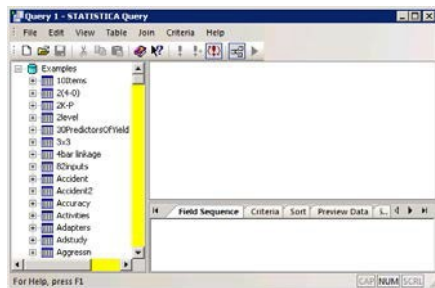 Query 1 - STATISTICA Query
File Edit View Table Join Criteria Help
Examples
10Items
2(4-0)
2K-P
2level
30PredictorsOfYield
3x3
4bar linkage
82inputs
Accident
Accident2
Accuracy
Activities
Adapters
Adstudy
Aggressn
Field Sequence Criteria Sort Preview Data
For Help, press F1
CAP NUM SCRL